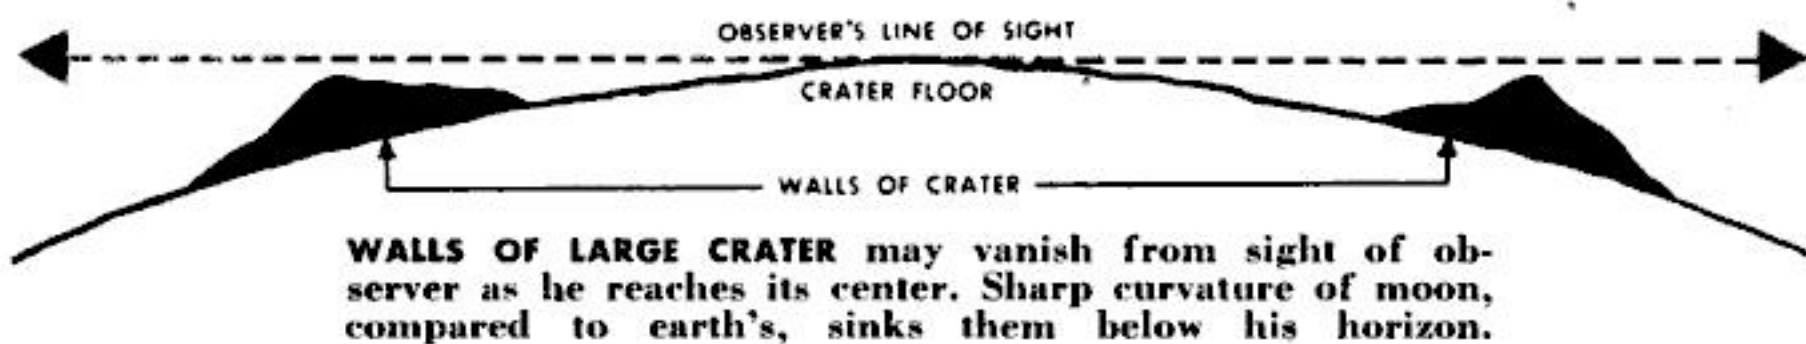 OBSERVER'S LINE OF SIGHT
CRATER FLOOR
WALLS OF CRATER
WALLS OF LARGE CRATER may vanish from sight of ob-
server as he reaches its center. Sharp curvature of moon,
compared to earth's, sinks them below his horizon.